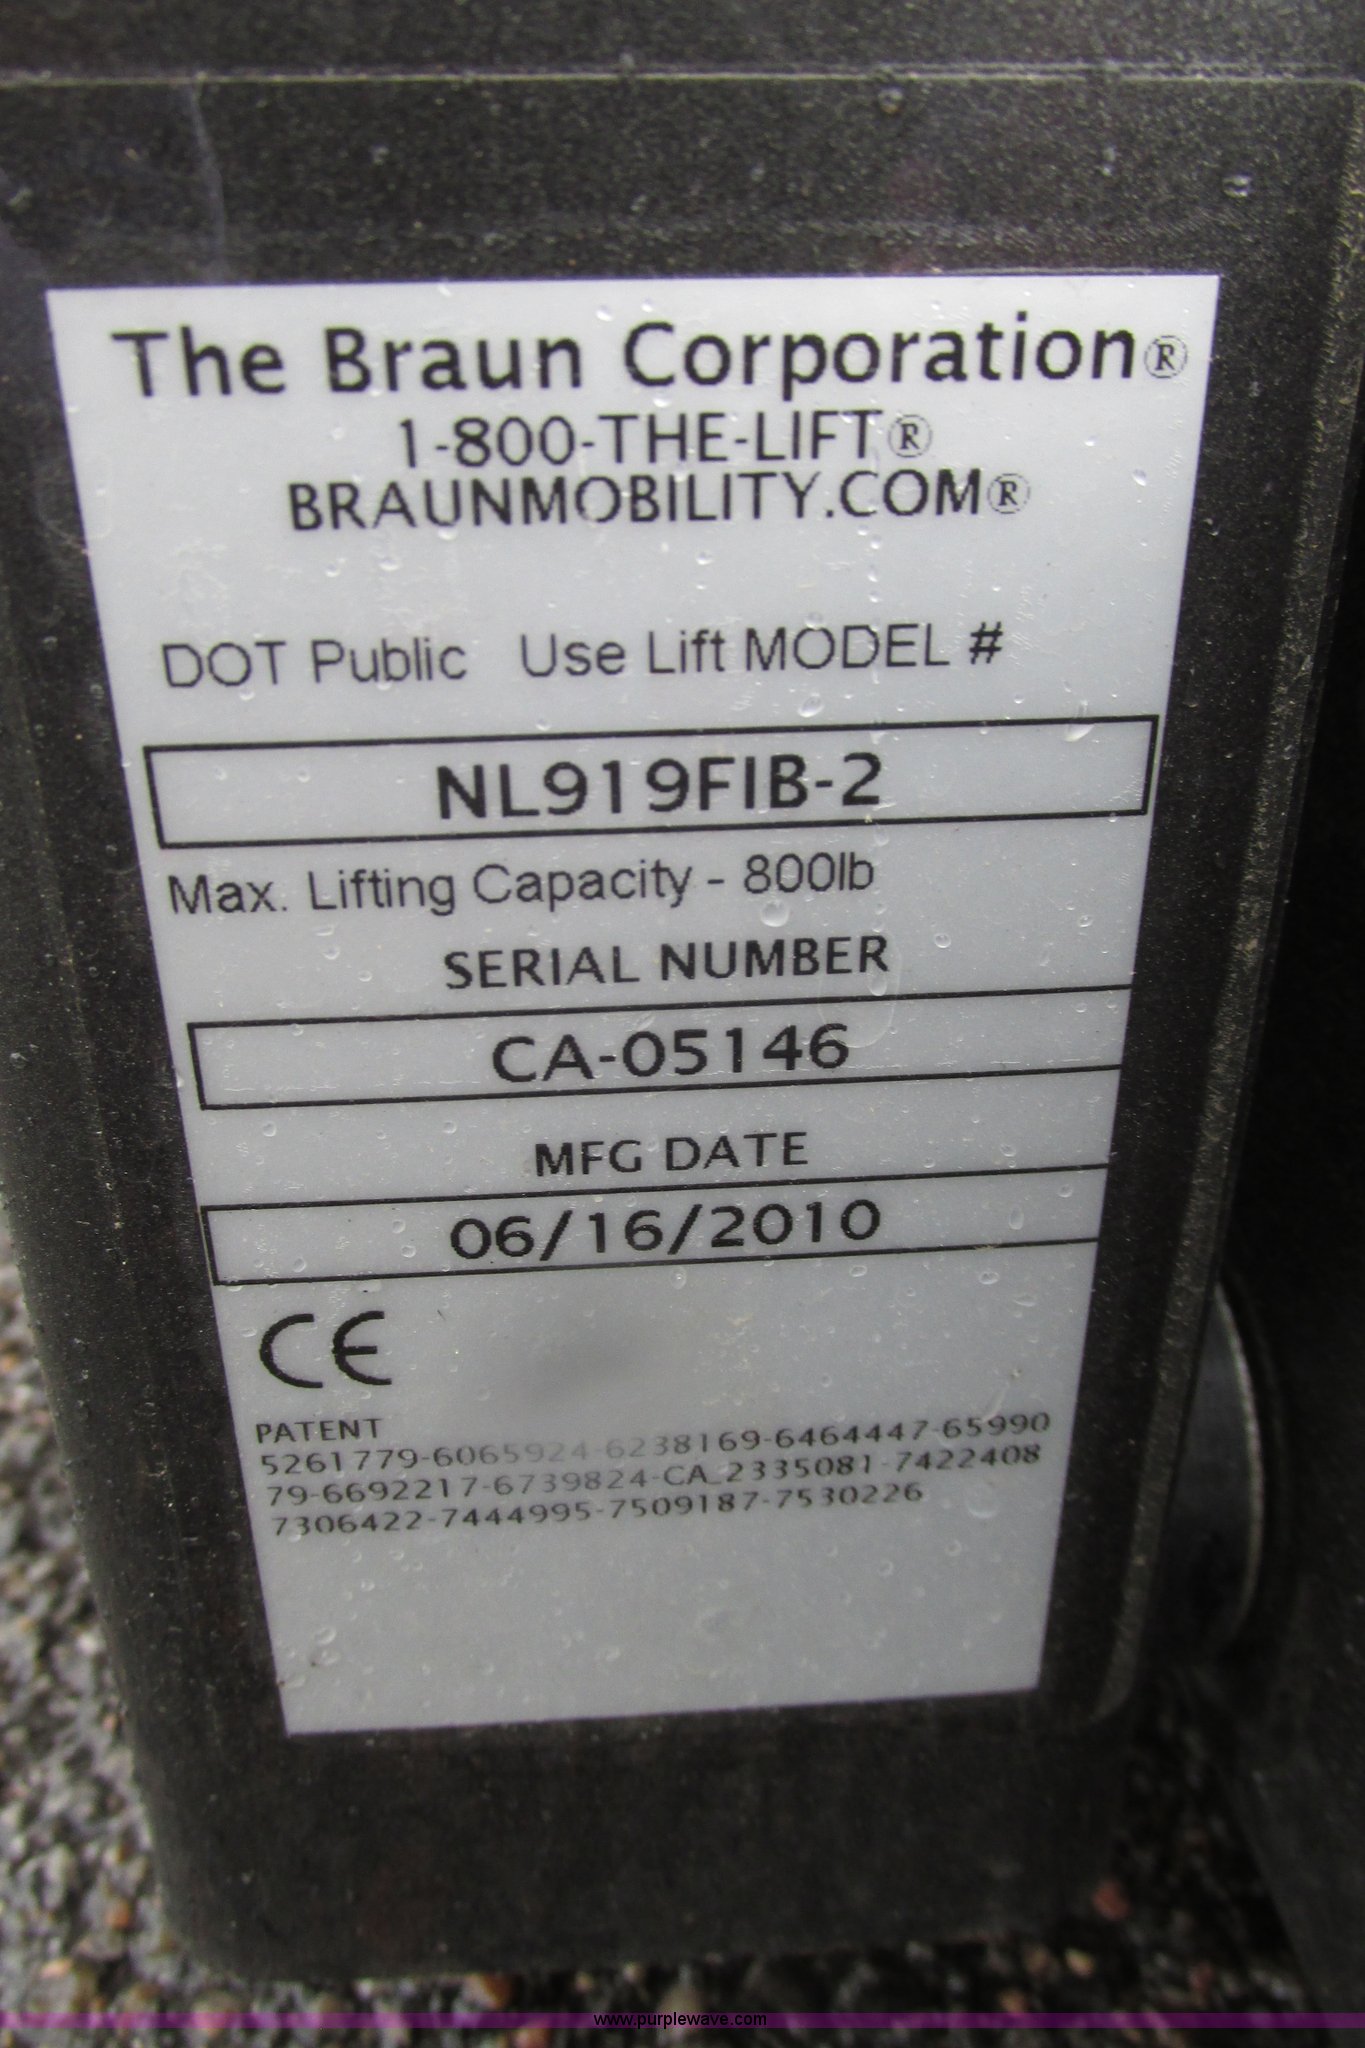 The Braun Corporation®
1-800-THE-LIFT®
BRAUNMOBILITY.COM®
DOT Public Use Lift MODEL #
NL919FIB-2
Max. Lifting Capacity - 800lb
SERIAL NUMBER
CA-05146
MFG DATE
06/16/2010
CE
PATENT
5261779-6065924-6238169-6464447-65990
79-6692217-6739824-CA_2335081-7422408
7306422-7444995-7509187-7530226
www.purplewave.com